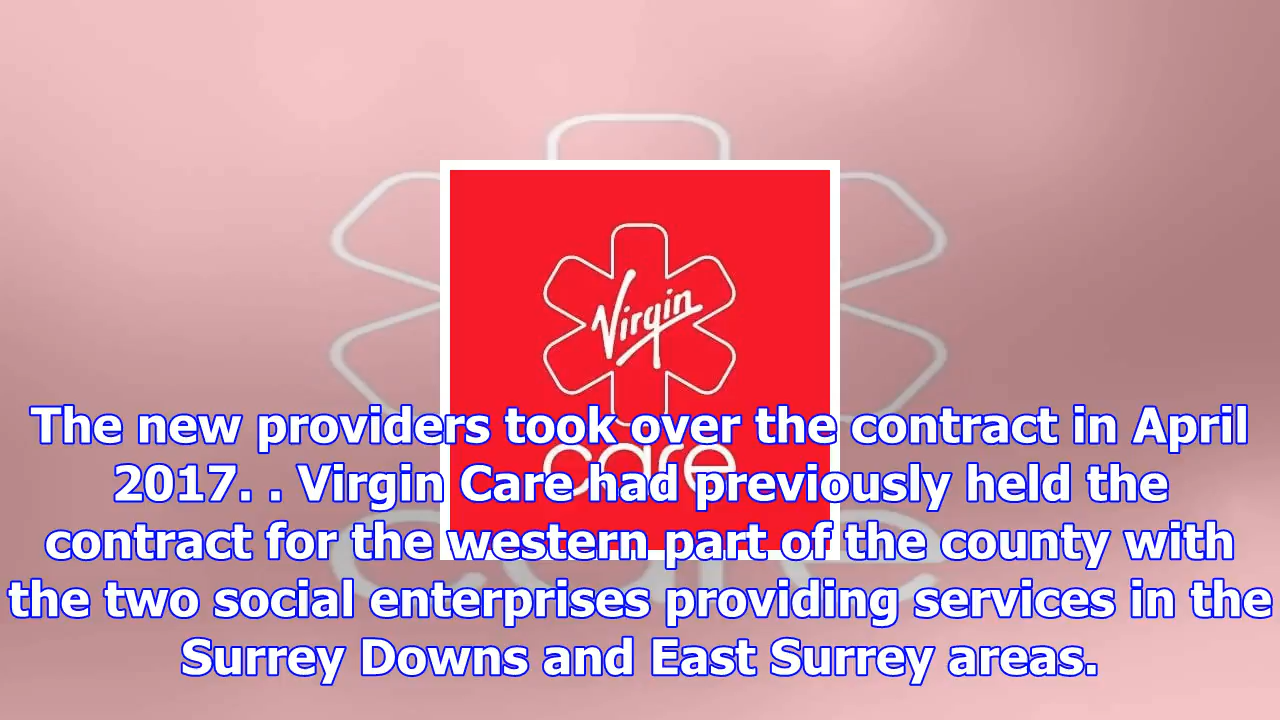 Virgin
care
The new providers took over the contract in April
2017. . Virgin Care had previously held the
contract for the western part of the county with
the two social enterprises providing services in the
Surrey Downs and East Surrey areas.